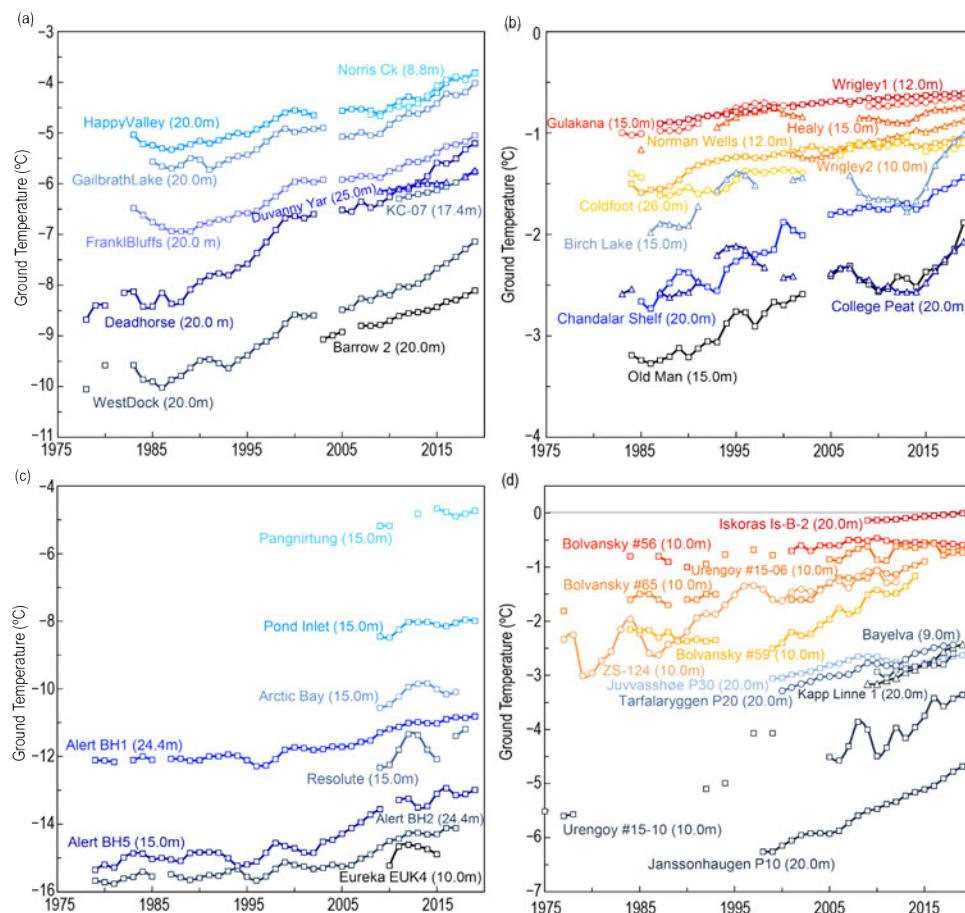 (a)
Ground Temperature (ºC)
−3
−4
−5
−6
−7
−8
−9
−10
−11
1975 1985 1995 2005 2015
Norris Ck (8.8m)
HappyValley (20.0m)
GailbrathLake (20.0m)
Duvanny Yar (25.0m)
KC-07 (17.4m)
FranklBluffs (20.0 m)
Deadhorse (20.0 m)
Barrow 2 (20.0m)
WestDock (20.0m)
(b)
Ground Temperature (ºC)
0
−1
−2
−3
−4
1975 1985 1995 2005 2015
Wrigley1 (12.0m)
Gulakana (15.0m)
Healy (15.0m)
Norman Wells (12.0m)
Wrigley2 (10.0m)
Coldfoot (26.0m)
Birch Lake (15.0m)
Chandalar Shelf (20.0m)
College Peat (20.0m)
Old Man (15.0m)
(c)
Ground Temperature (ºC)
−4
−6
−8
−10
−12
−14
−16
1975 1985 1995 2005 2015
Pangnirtung (15.0m)
Pond Inlet (15.0m)
Arctic Bay (15.0m)
Alert BH1 (24.4m)
Resolute (15.0m)
Alert BH2 (24.4m)
Alert BH5 (15.0m)
Eureka EUK4 (10.0m)
(d)
Ground Temperature (ºC)
0
−1
−2
−3
−4
−5
−6
−7
1975 1985 1995 2005 2015
Iskoras Is-B-2 (20.0m)
Bolvansky #56 (10.0m)
Urengoy #15-06 (10.0m)
Bolvansky #65 (10.0m)
Bayelva (9.0m)
Bolvansky #59 (10.0m)
ZS-124 (10.0m)
Juvvasshøe P30 (20.0m)
Kapp Linne 1 (20.0m)
Tarfalaryggen P20 (20.0m)
Urengoy #15-10 (10.0m)
Janssonhaugen P10 (20.0m)